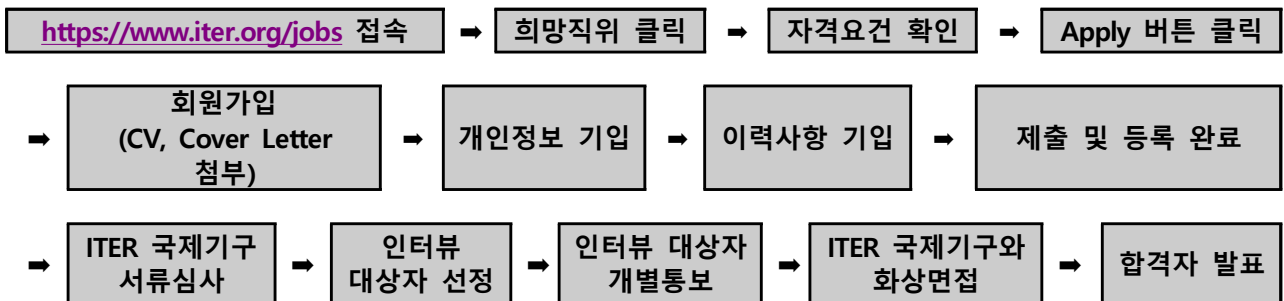 https://www.iter.org/jobs 접속 ➡ 희망직위 클릭 ➡ 자격요건 확인 ➡ Apply 버튼 클릭
➡ 회원가입
(CV, Cover Letter
첨부) ➡ 개인정보 기입 ➡ 이력사항 기입 ➡ 제출 및 등록 완료
➡ ITER 국제기구
서류심사 ➡ 인터뷰
대상자 선정 ➡ 인터뷰 대상자
개별통보 ➡ ITER 국제기구와
화상면접 ➡ 합격자 발표